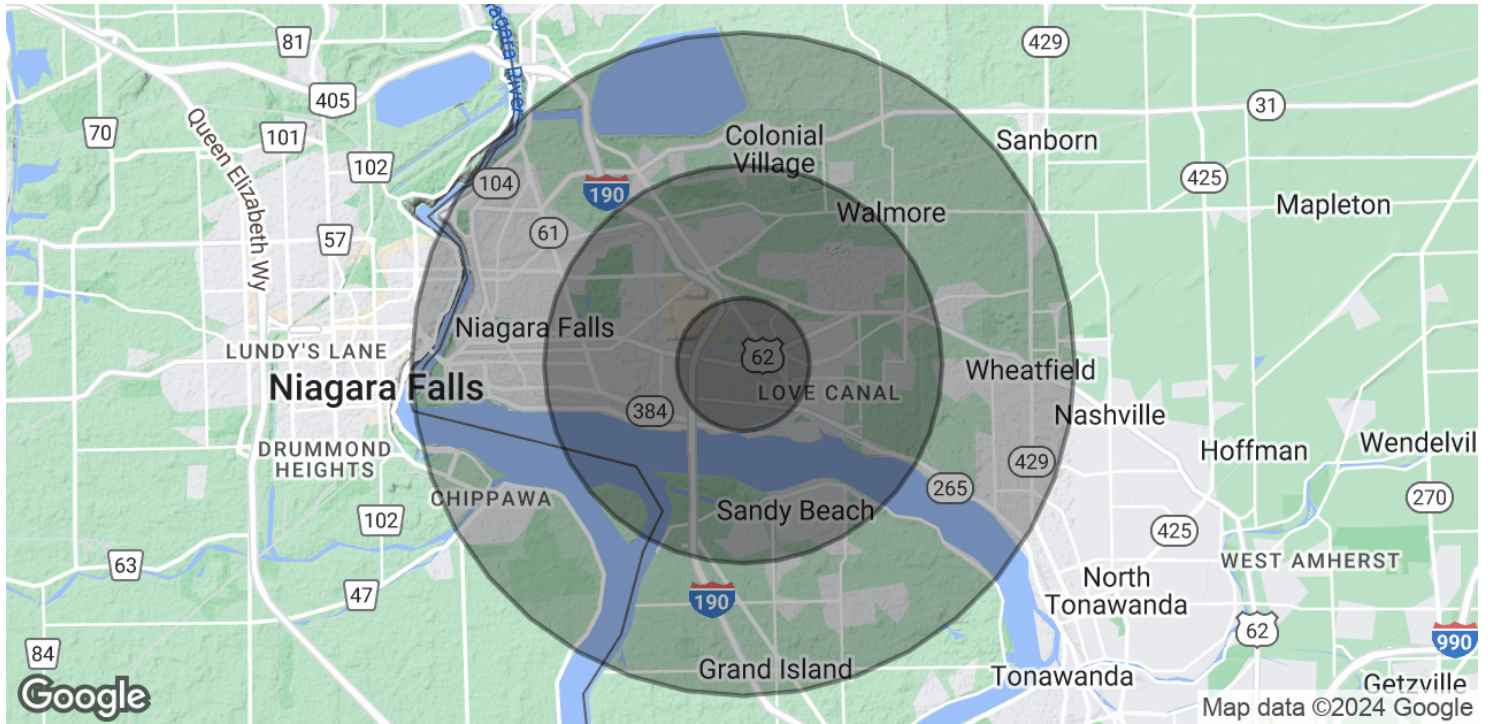 81
Niagara River
429
405
31
70
101
Queen Elizabeth Wy
Colonial
Village
Sanborn
102
104
190
425
Walmore
Mapleton
57
61
Niagara Falls
LUNDY'S LANE
62
Wheatfield
Niagara Falls
LOVE CANAL
384
Nashville
DRUMMOND
HEIGHTS
Hoffman
Wendelvil
429
CHIPPAWA
265
270
Sandy Beach
102
425
63
WEST AMHERST
47
190
North
Tonawanda
62
84
990
Grand Island
Tonawanda
Getzville
Google
Map data ©2024 Google